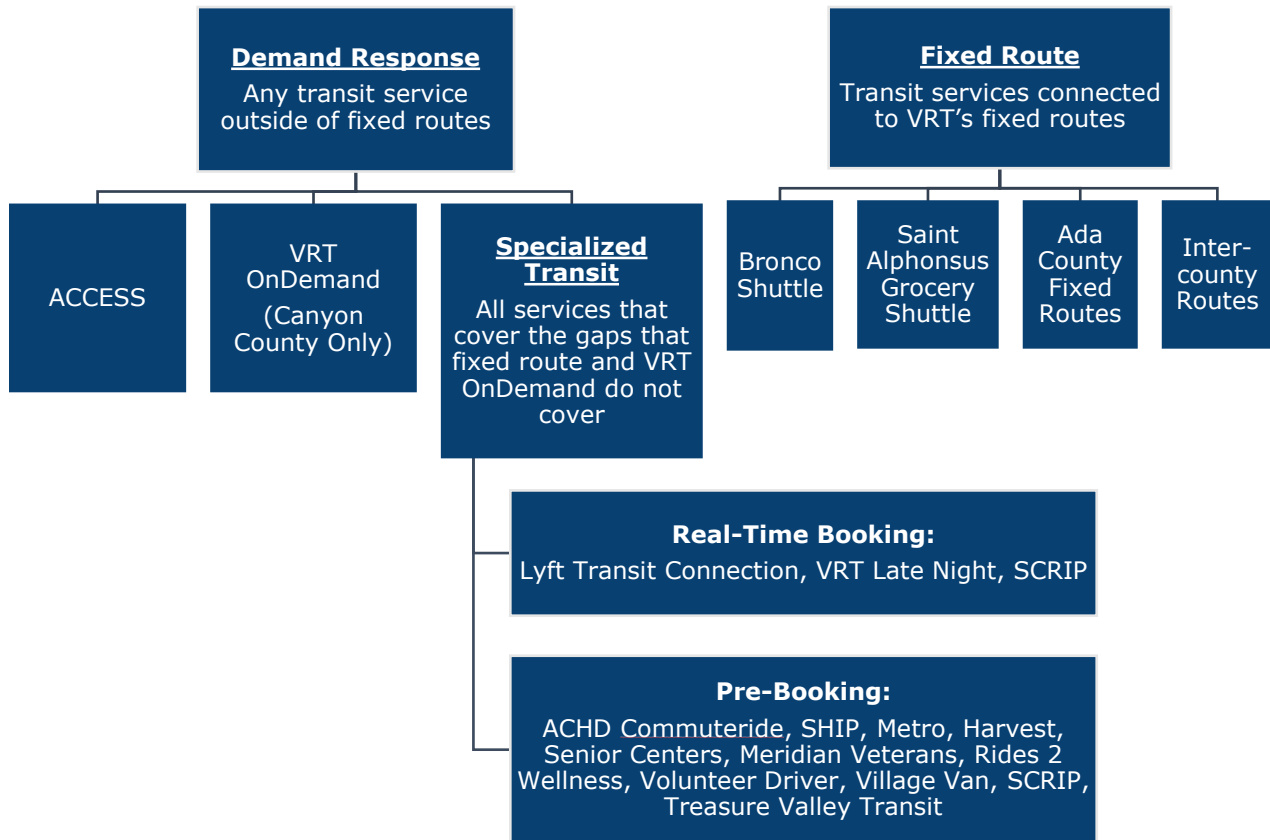 Demand Response
Any transit service
outside of fixed routes
Fixed Route
Transit services connected
to VRT's fixed routes
ACCESS
VRT
OnDemand
(Canyon
County Only)
Specialized
Transit
All services that
cover the gaps that
fixed route and VRT
OnDemand do not
cover
Bronco
Shuttle
Saint
Alphonsus
Grocery
Shuttle
Ada
County
Fixed
Routes
Inter-
county
Routes
Real-Time Booking:
Lyft Transit Connection, VRT Late Night, SCRIP
Pre-Booking:
ACHD Commuteride, SHIP, Metro, Harvest,
Senior Centers, Meridian Veterans, Rides 2
Wellness, Volunteer Driver, Village Van, SCRIP,
Treasure Valley Transit